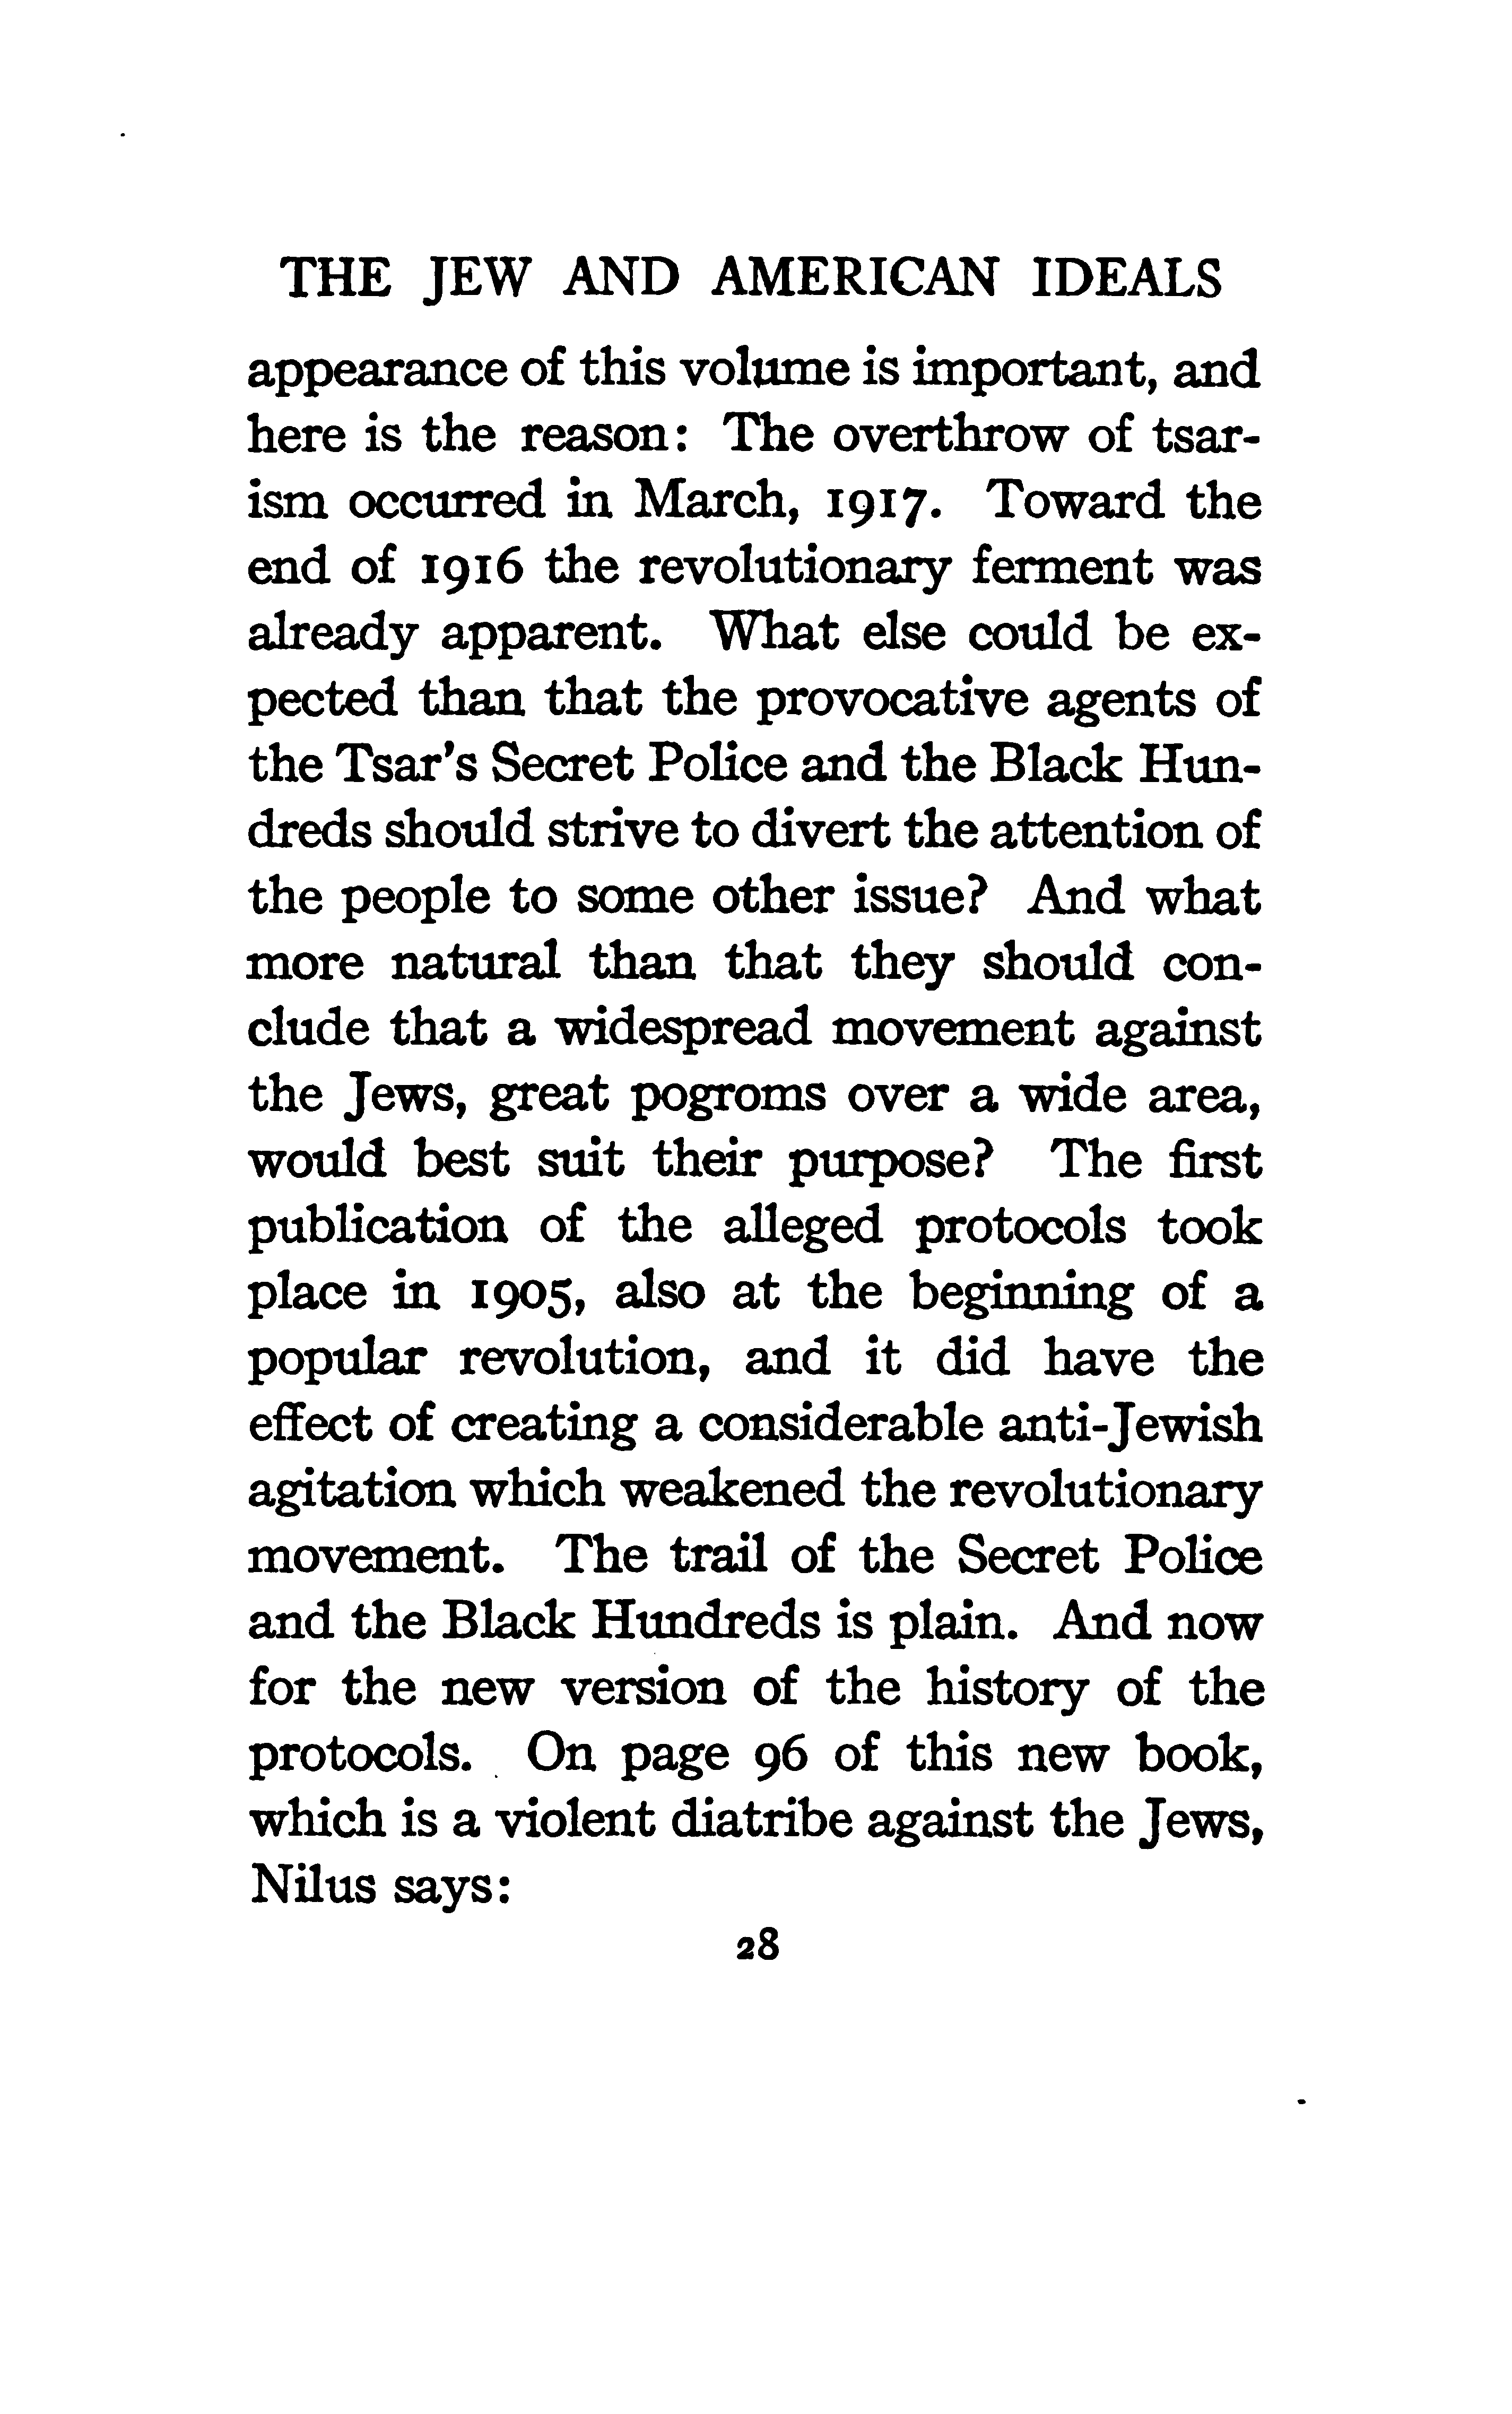 THE JEW AND AMERICAN IDEALS
appearance of this volume is important, and
here is the reason: The overthrow of tsar-
ism occurred in March, 1917. Toward the
end of 1916 the revolutionary ferment was
already apparent. What else could be ex-
pected than that the provocative agents of
the Tsar's Secret Police and the Black Hun-
dreds should strive to divert the attention of
the people to some other issue? And what
more natural than that they should con-
clude that a widespread movement against
the Jews, great pogroms over a wide area,
would best suit their purpose? The first
publication of the alleged protocols took
place in 1905, also at the beginning of a
popular revolution, and it did have the
effect of creating a considerable anti-Jewish
agitation which weakened the revolutionary
movement. The trail of the Secret Police
and the Black Hundreds is plain. And now
for the new version of the history of the
protocols. On page 96 of this new book,
which is a violent diatribe against the Jews,
Nilus says:
28